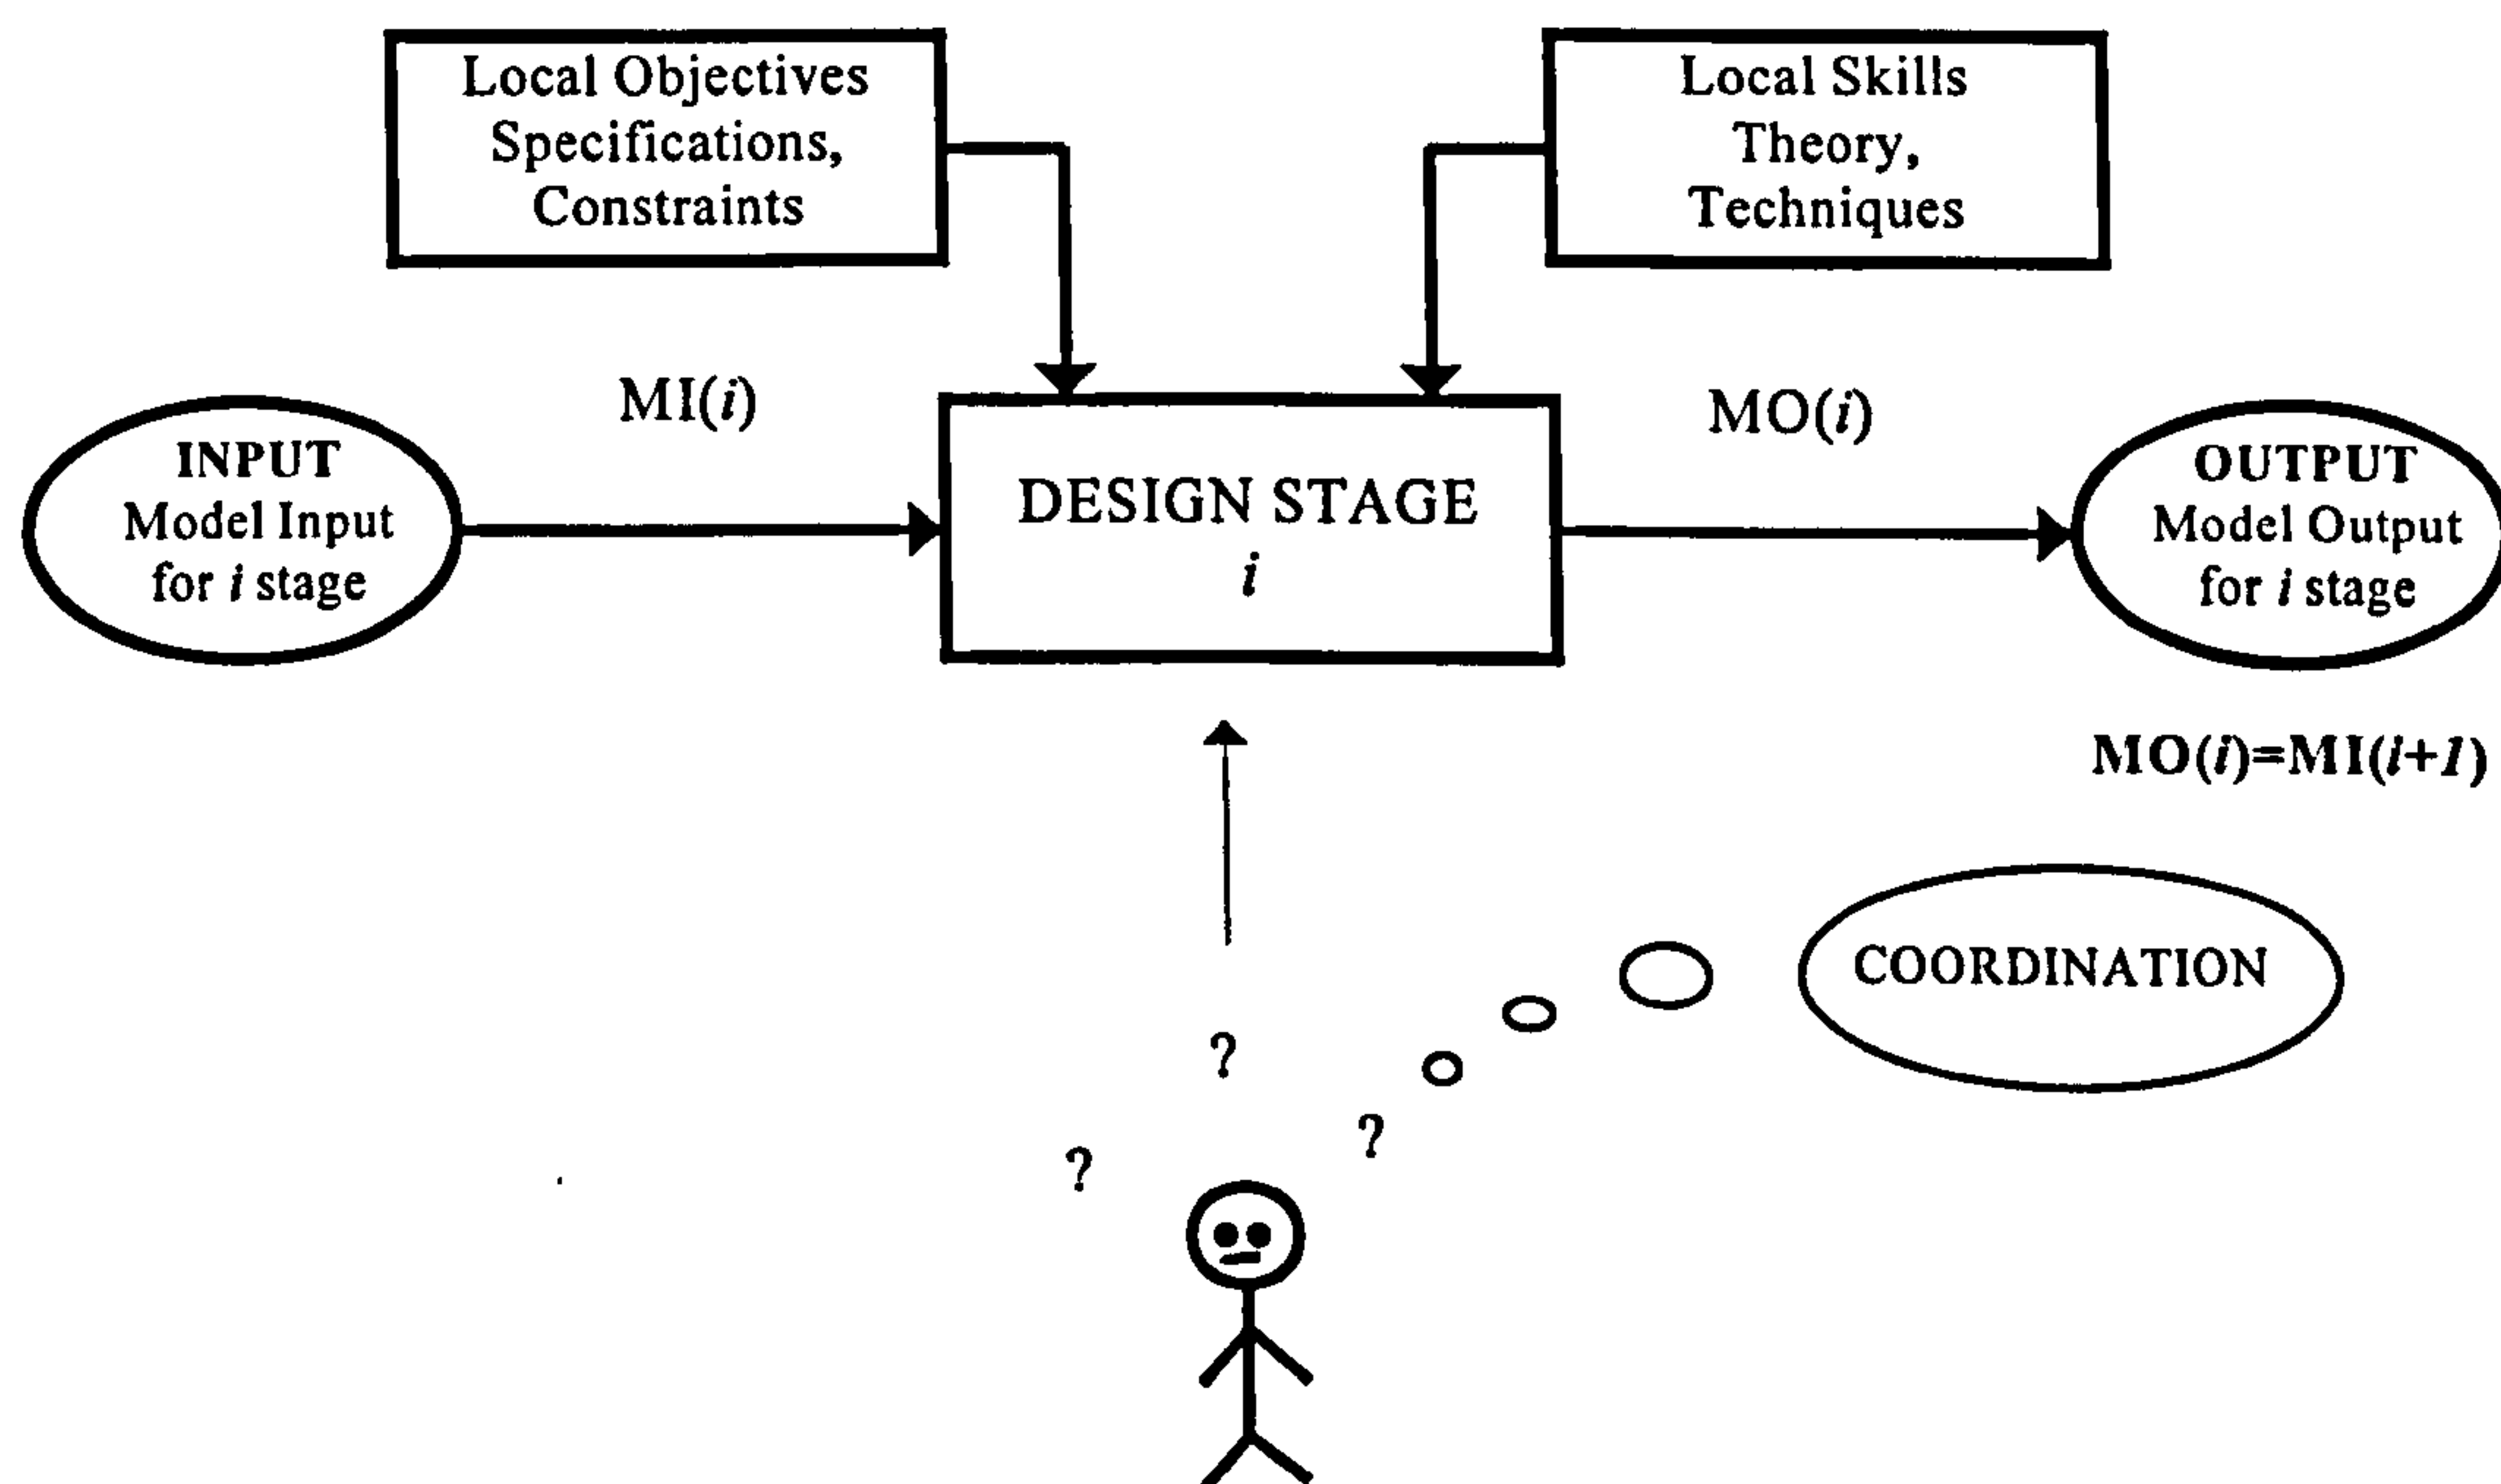 Local Objectives
Specifications,
Constraints
Local Skills
Theory,
Techniques
MI(i)
MO(i)
INPUT
Model Input
for i stage
DESIGN STAGE
i
OUTPUT
Model Output
for i stage
MO(i)=MI(i+1)
COORDINATION
?
?
?